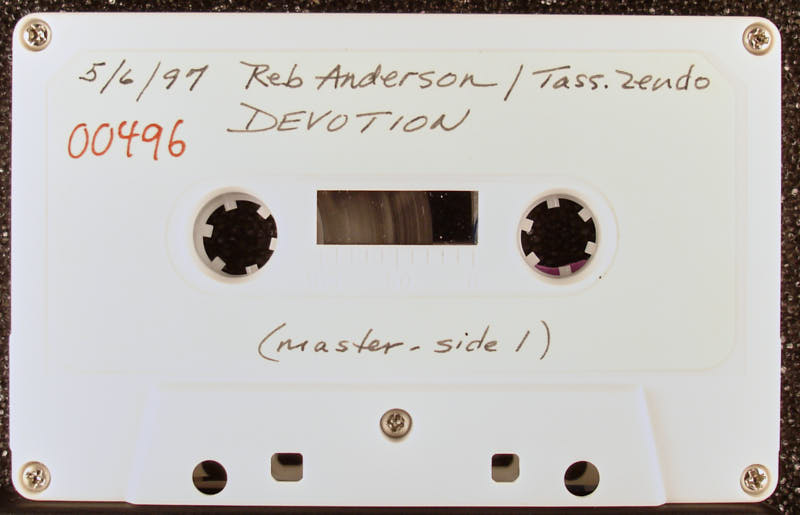 5/6/97 Reb Anderson / Tass. Zendo
DEVOTION
00496
(master - side 1)